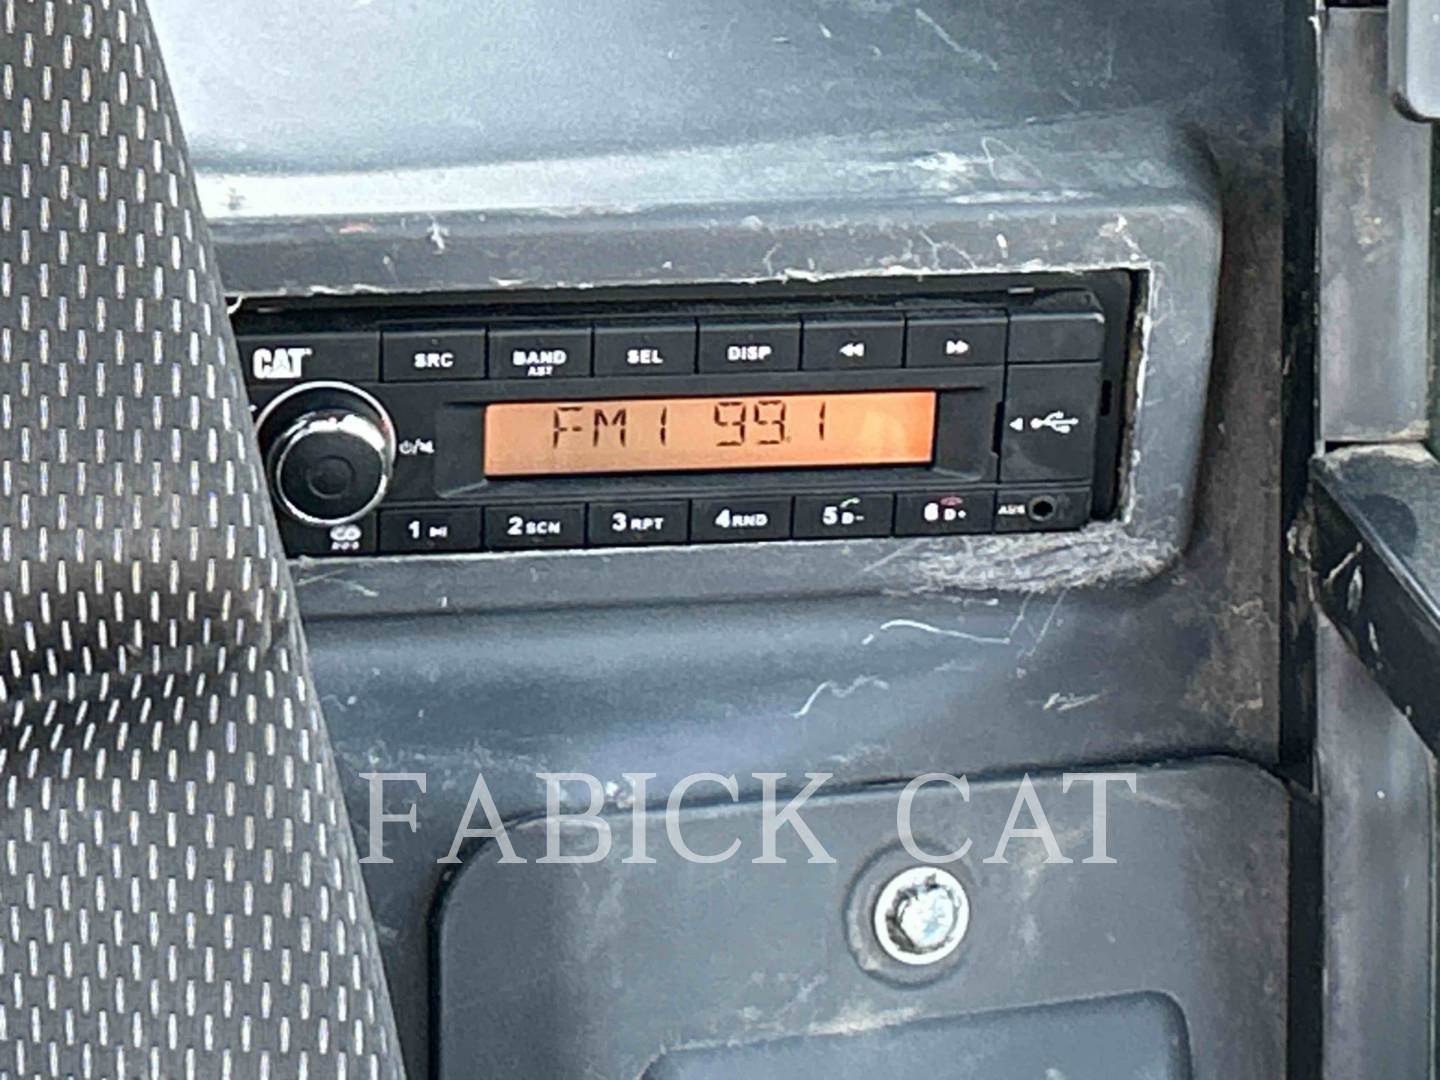 CAT
SRC BAND SEL DISP
AST
FM1 99.1
1 2 SCN 3 RPT 4 RND 5 D- 6 D+ AUX
FABICK CAT